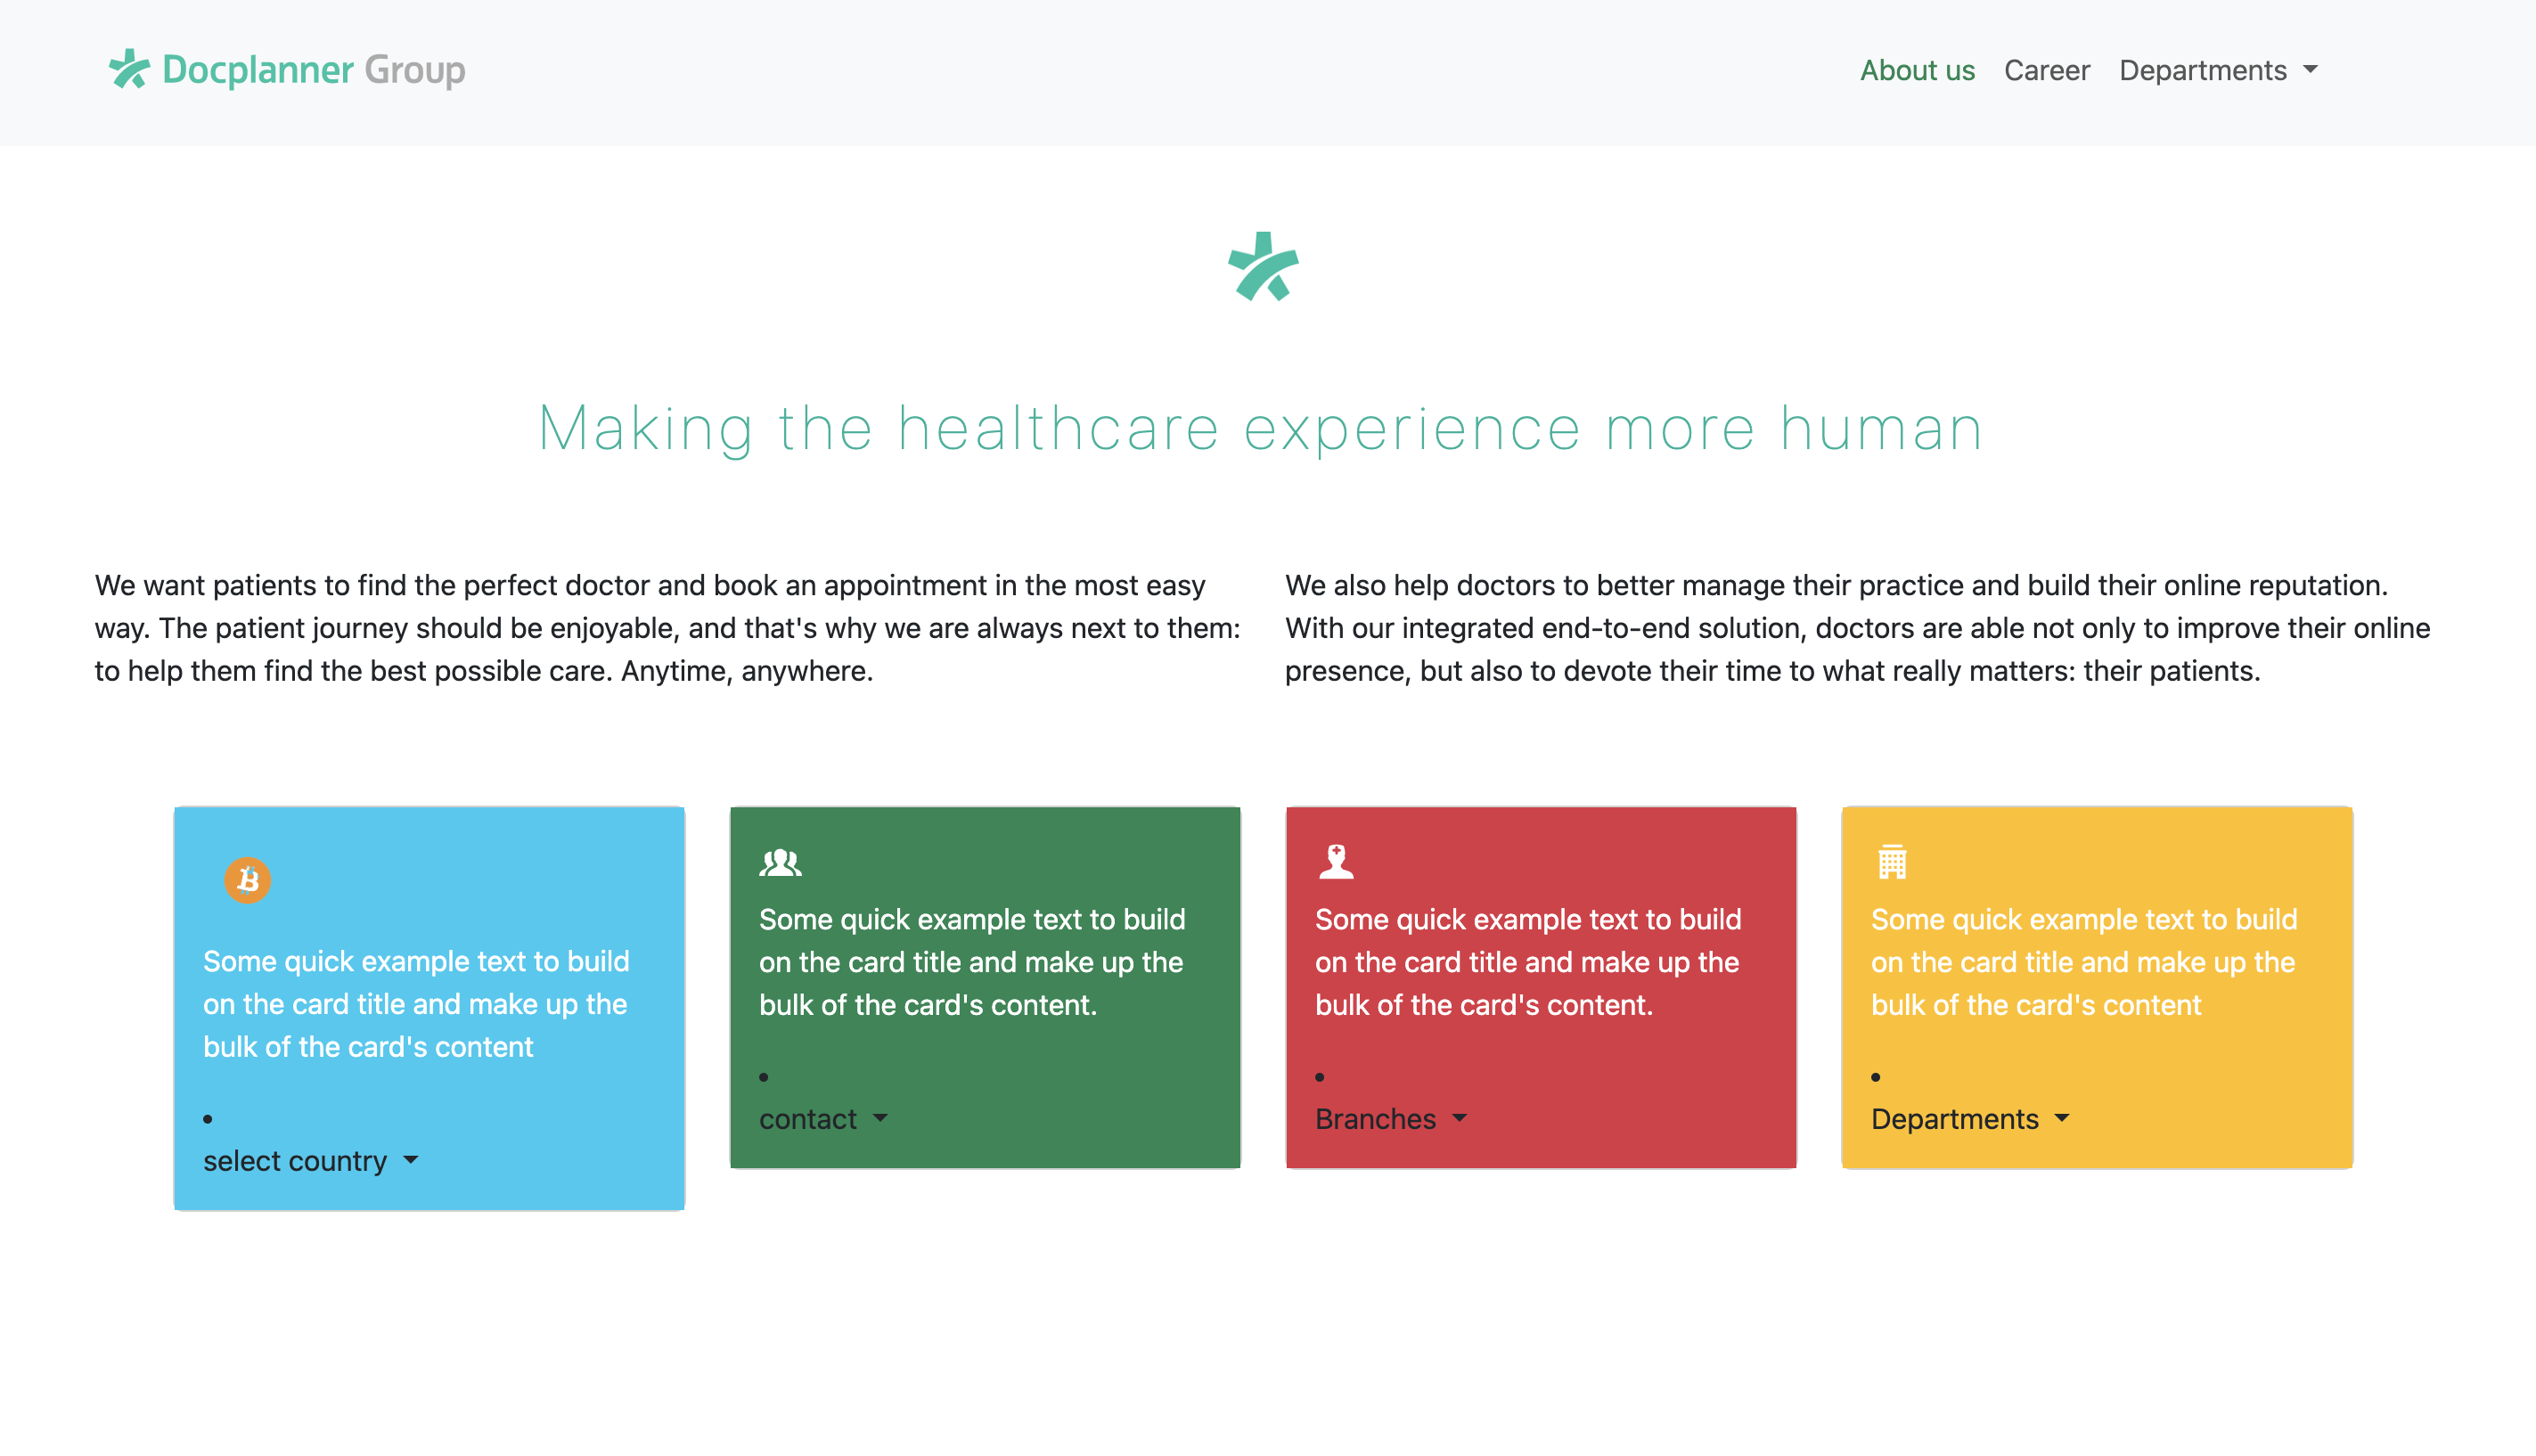 Docplanner Group
About us Career Departments
Making the healthcare experience more human
We want patients to find the perfect doctor and book an appointment in the most easy
way. The patient journey should be enjoyable, and that's why we are always next to them:
to help them find the best possible care. Anytime, anywhere.
We also help doctors to better manage their practice and build their online reputation.
With our integrated end-to-end solution, doctors are able not only to improve their online
presence, but also to devote their time to what really matters: their patients.
Some quick example text to build
on the card title and make up the
bulk of the card's content
select country
Some quick example text to build
on the card title and make up the
bulk of the card's content.
contact
Some quick example text to build
on the card title and make up the
bulk of the card's content.
Branches
Some quick example text to build
on the card title and make up the
bulk of the card's content
Departments